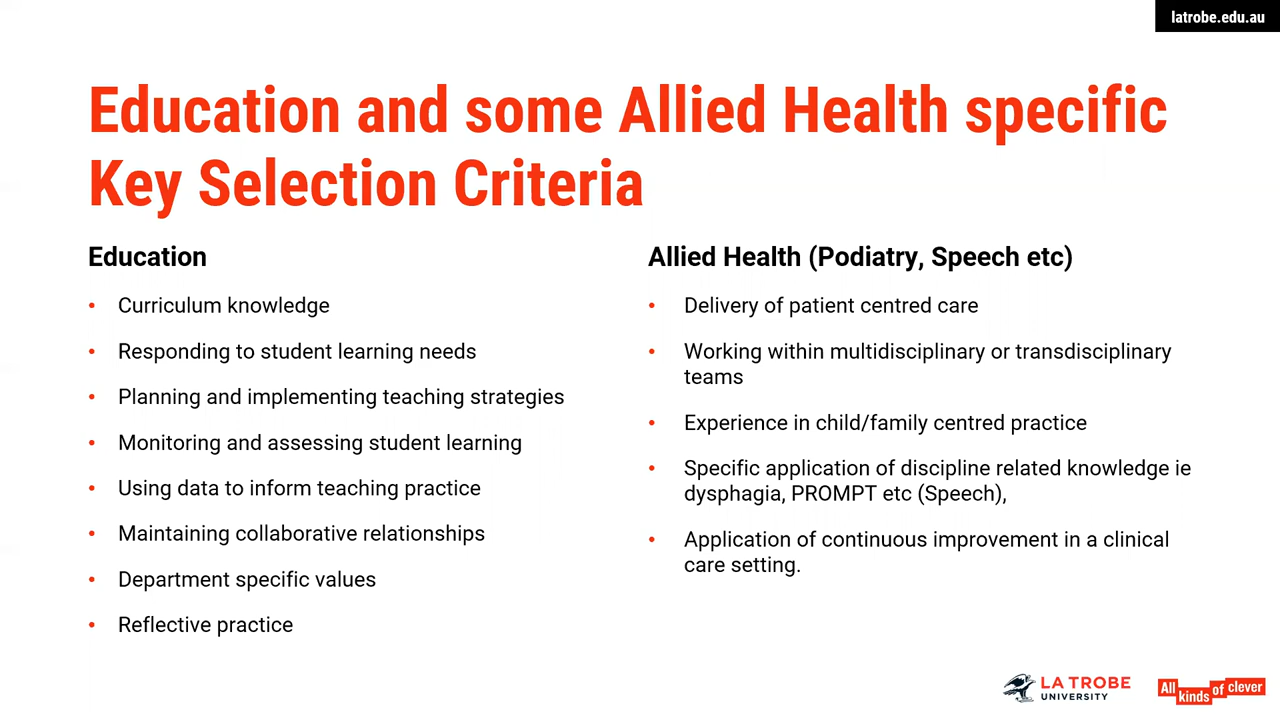 latrobe.edu.au
Education and some Allied Health specific
Key Selection Criteria
Education
• Curriculum knowledge
• Responding to student learning needs
• Planning and implementing teaching strategies
• Monitoring and assessing student learning
• Using data to inform teaching practice
• Maintaining collaborative relationships
• Department specific values
• Reflective practice
Allied Health (Podiatry, Speech etc)
• Delivery of patient centred care
• Working within multidisciplinary or transdisciplinary
teams
• Experience in child/family centred practice
• Specific application of discipline related knowledge ie
dysphagia, PROMPT etc (Speech),
• Application of continuous improvement in a clinical
care setting.
LA TROBE
UNIVERSITY
All kinds of clever